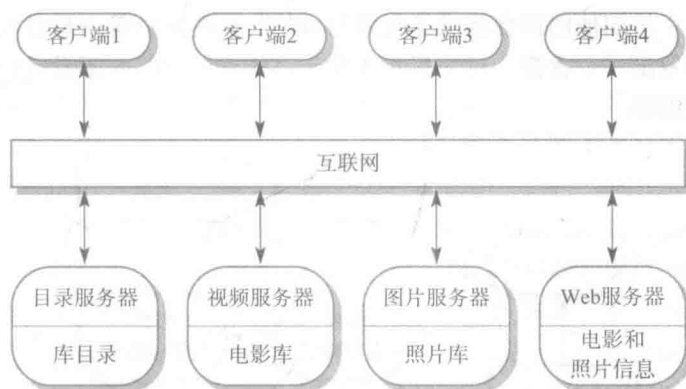 客户端1
客户端2
客户端3
客户端4
互联网
目录服务器
视频服务器
图片服务器
Web服务器
库目录
电影库
照片库
电影和
照片信息